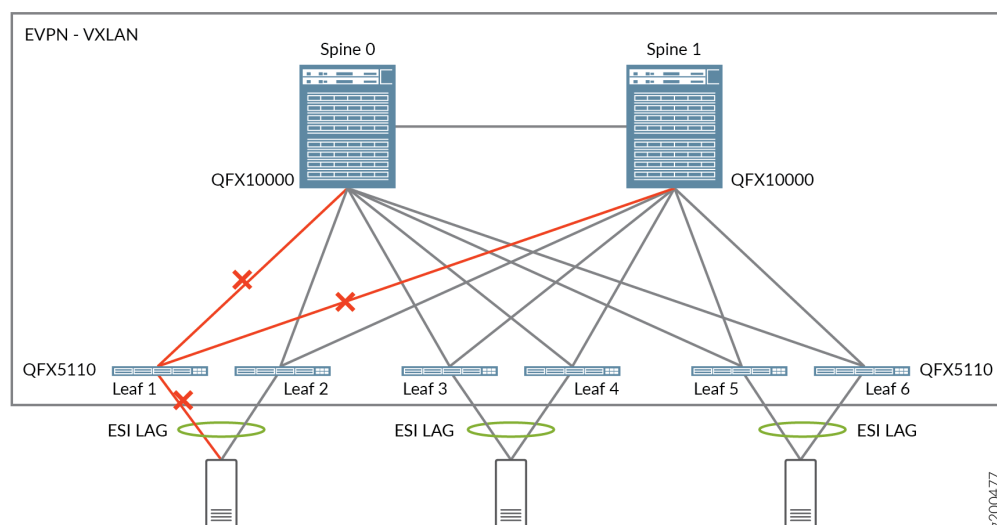 EVPN - VXLAN
Spine 0
Spine 1
QFX10000
QFX10000
QFX5110
QFX5110
Leaf 1
Leaf 2
Leaf 3
Leaf 4
Leaf 5
Leaf 6
ESI LAG
ESI LAG
ESI LAG
200477